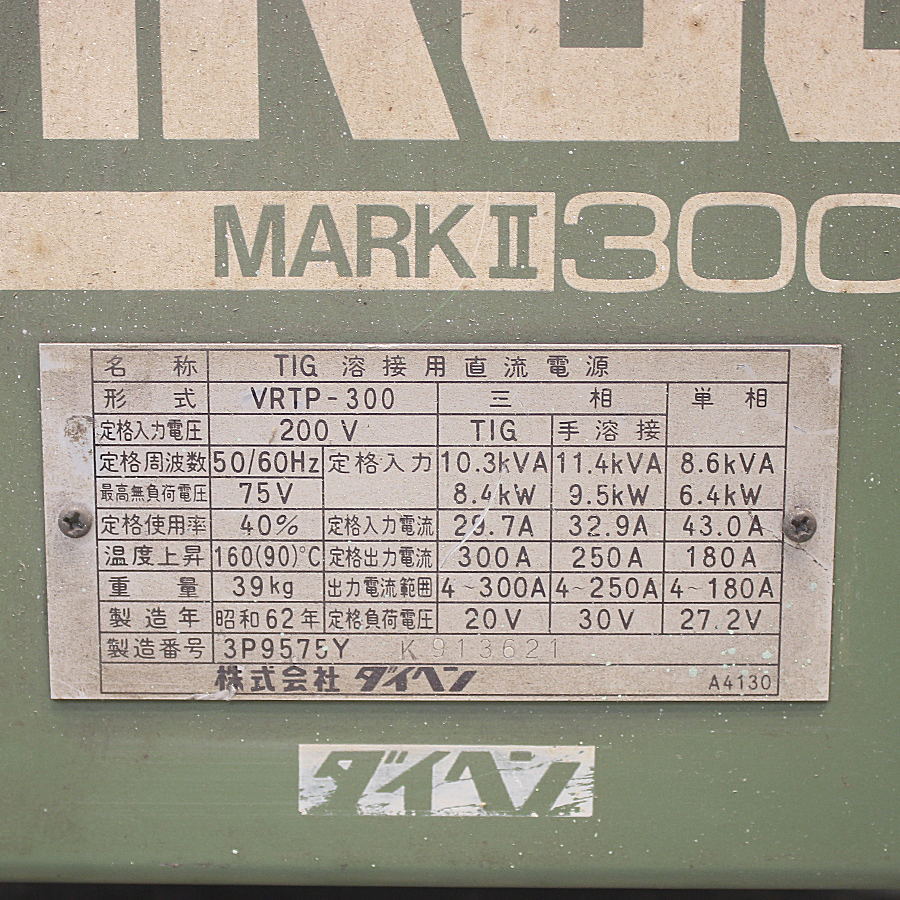 MARK II 300
名称 TIG溶接用直流電源
形式 VRTP-300 三相 単相
定格入力電圧 200V TIG 手溶接
定格周波数 50/60Hz 定格入力 10.3kVA 11.4kVA 8.6kVA
最高無負荷電圧 75V 8.4kW 9.5kW 6.4kW
定格使用率 40% 定格入力電流 29.7A 32.9A 43.0A
温度上昇 160(90)°C 定格出力電流 300A 250A 180A
重量 39kg 出力電流範囲 4~300A 4~250A 4~180A
製造年 昭和62年 定格負荷電圧 20V 30V 27.2V
製造番号 3P9575Y K913621
株式会社 ダイヘン A4130
ダイヘン